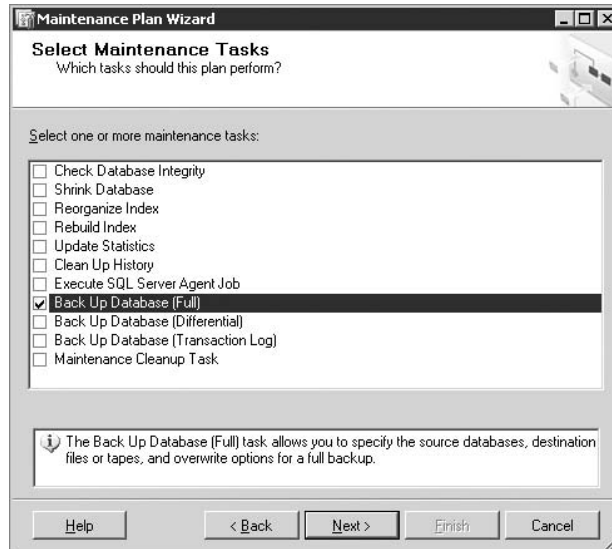 Maintenance Plan Wizard
Select Maintenance Tasks
Which tasks should this plan perform?
Select one or more maintenance tasks:
Check Database Integrity
Shrink Database
Reorganize Index
Rebuild Index
Update Statistics
Clean Up History
Execute SQL Server Agent Job
Back Up Database (Full)
Back Up Database (Differential)
Back Up Database (Transaction Log)
Maintenance Cleanup Task
The Back Up Database (Full) task allows you to specify the source databases, destination
files or tapes, and overwrite options for a full backup.
Help < Back Next > Finish Cancel